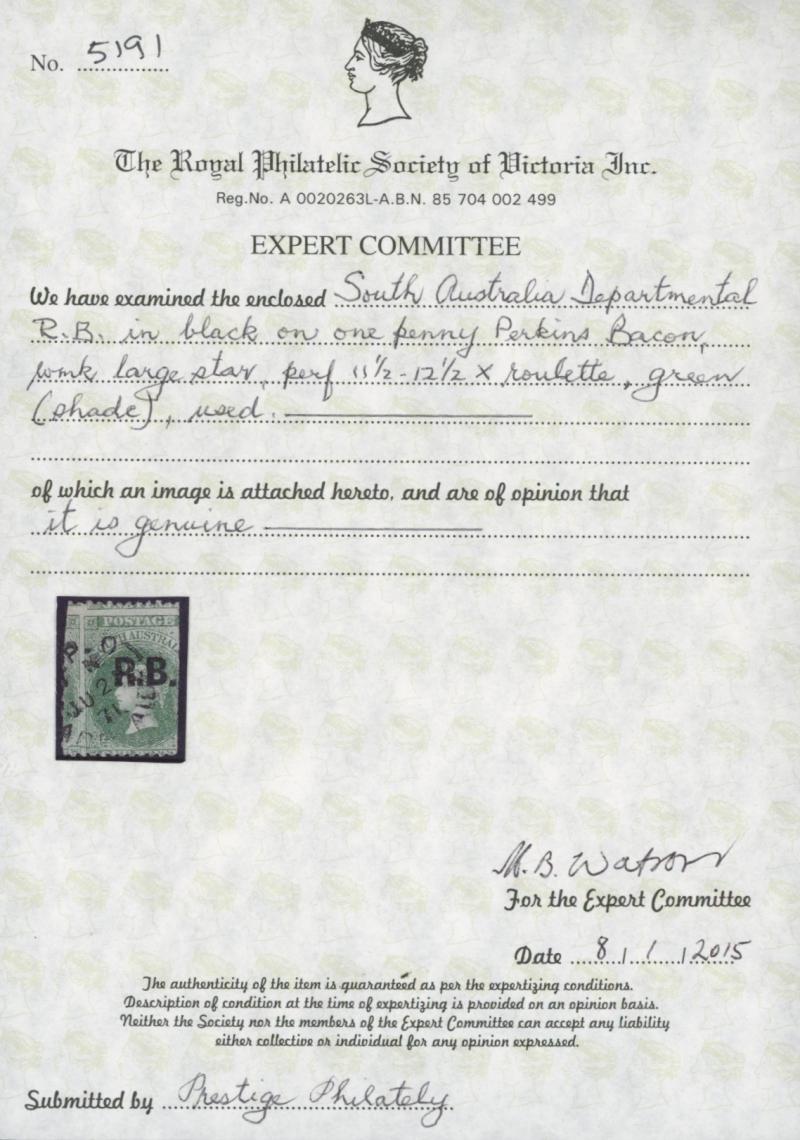 No. 5191
The Royal Philatelic Society of Victoria Inc.
Reg.No. A 0020263L-A.B.N. 85 704 002 499
EXPERT COMMITTEE
We have examined the enclosed South Australia Departmental
R.B. in black on one penny Perkins Bacon,
wmk large star, perf 11½-12½ X roulette, green
(shade), used.
of which an image is attached hereto, and are of opinion that
it is genuine
POSTAGE
TH AUSTRAL
R.B.
M.B. Watson
For the Expert Committee
Date 8/1/2015
The authenticity of the item is guaranteed as per the expertizing conditions.
Description of condition at the time of expertizing is provided on an opinion basis.
Neither the Society nor the members of the Expert Committee can accept any liability
either collective or individual for any opinion expressed.
Submitted by Prestige Philately